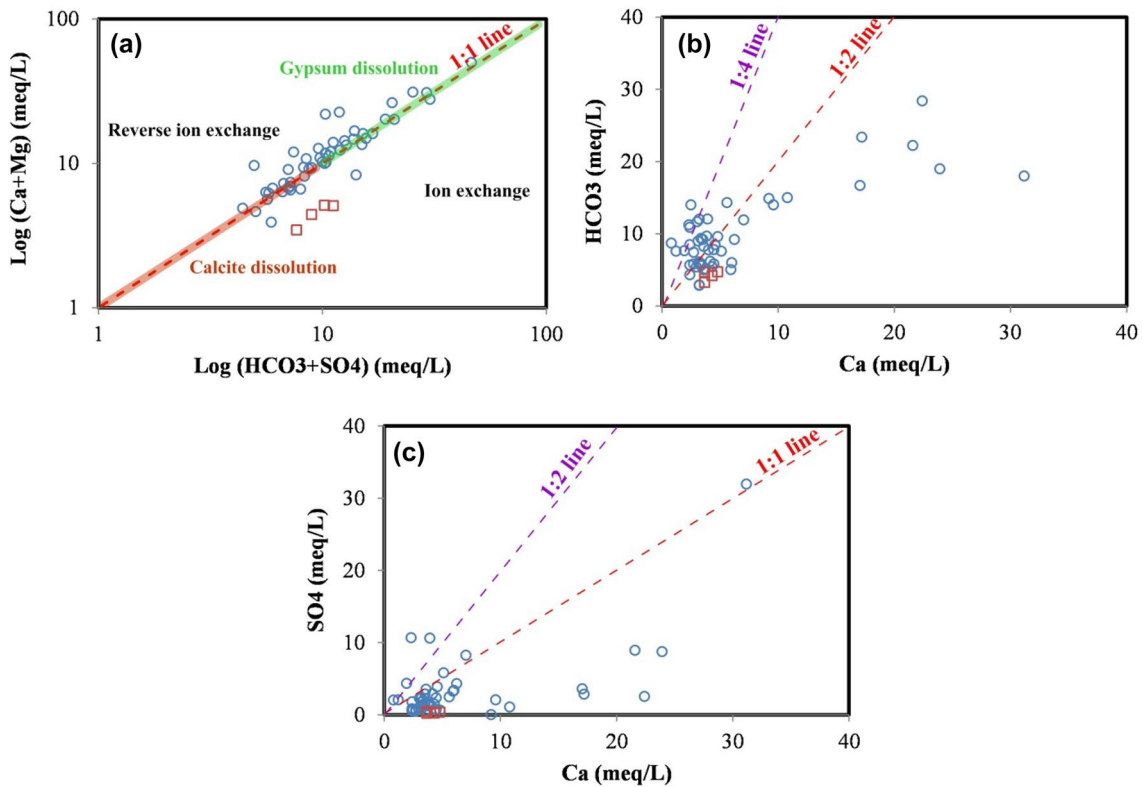 (a)
100
10
1
Log (Ca+Mg) (meq/L)
1:1 line
Gypsum dissolution
Reverse ion exchange
Ion exchange
Calcite dissolution
1
10
100
Log (HCO3+SO4) (meq/L)
(b)
40
30
20
10
0
HCO3 (meq/L)
1:4 line
1:2 line
0
10
20
30
40
Ca (meq/L)
(c)
40
30
20
10
0
SO4 (meq/L)
1:2 line
1:1 line
0
10
20
30
40
Ca (meq/L)